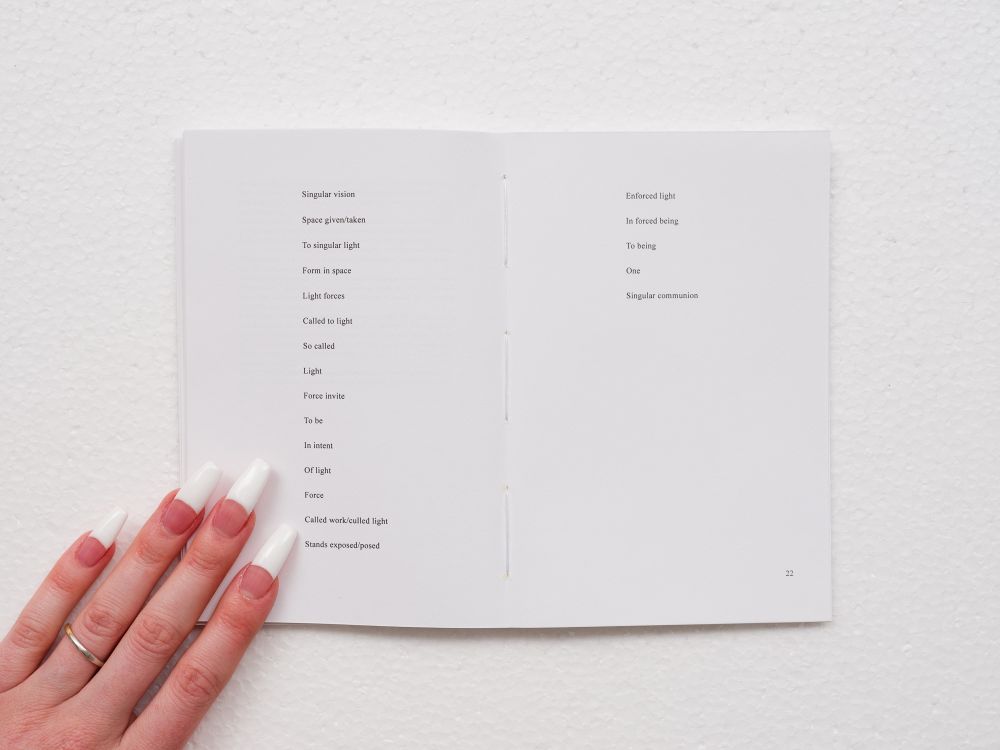 Singular vision
Space given/taken
To singular light
Form in space
Light forces
Called to light
So called
Light
Force invite
To be
In intent
Of light
Force
Called work/culled light
Stands exposed/posed
Enforced light
In forced being
To being
One
Singular communion
22